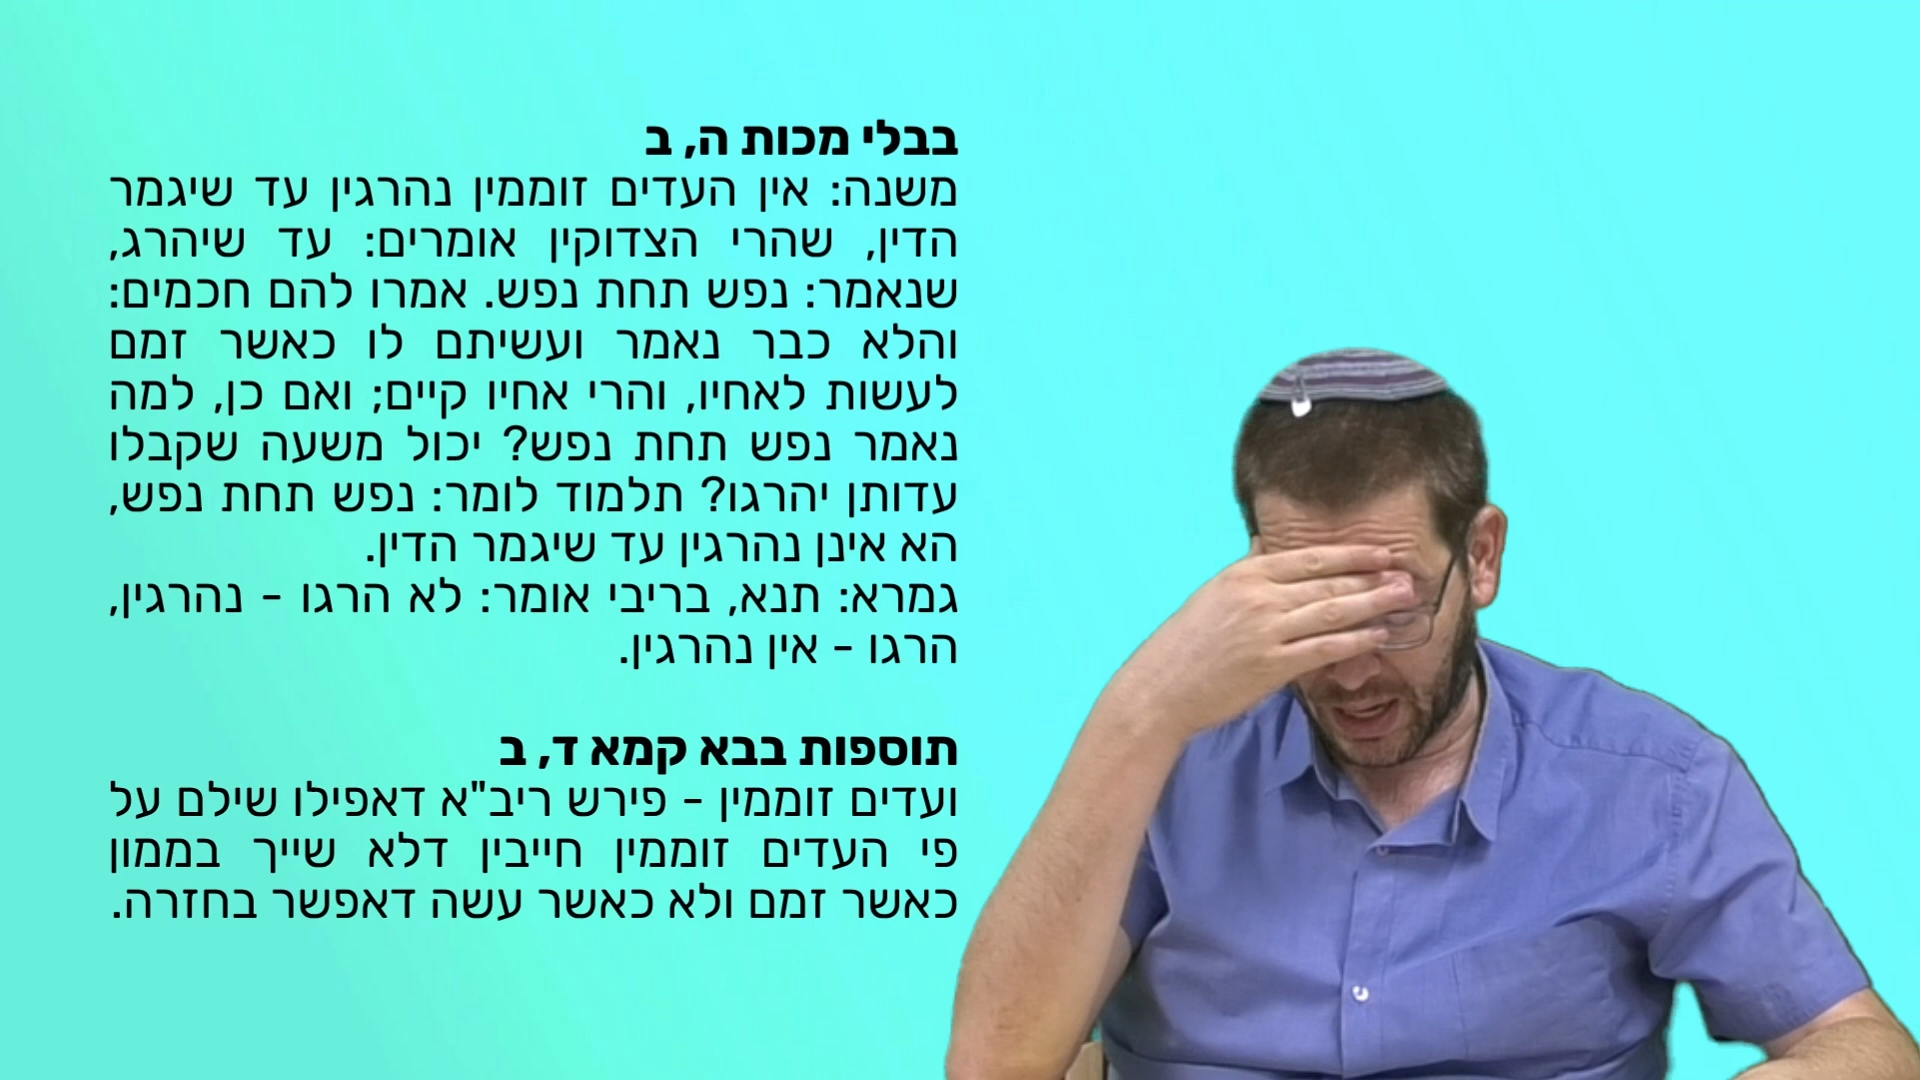 בבלי מכות ה, ב
משנה: אין העדים זוממין נהרגין עד שיגמר
הדין, שהרי הצדוקין אומרים: עד שיהרג,
שנאמר: נפש תחת נפש. אמרו להם חכמים:
והלא כבר נאמר ועשיתם לו כאשר זמם
לעשות לאחיו, והרי אחיו קיים; ואם כן, למה
נאמר נפש תחת נפש? יכול משעה שקבלו
עדותן יהרגו? תלמוד לומר: נפש תחת נפש,
הא אינן נהרגין עד שיגמר הדין.
גמרא: תנא, בריבי אומר: לא הרגו - נהרגין,
הרגו - אין נהרגין.
תוספות בבא קמא ד, ב
ועדים זוממין - פירש ריב"א דאפילו שילם על
פי העדים זוממין חייבין דלא שייך בממון
כאשר זמם ולא כאשר עשה דאפשר בחזרה.